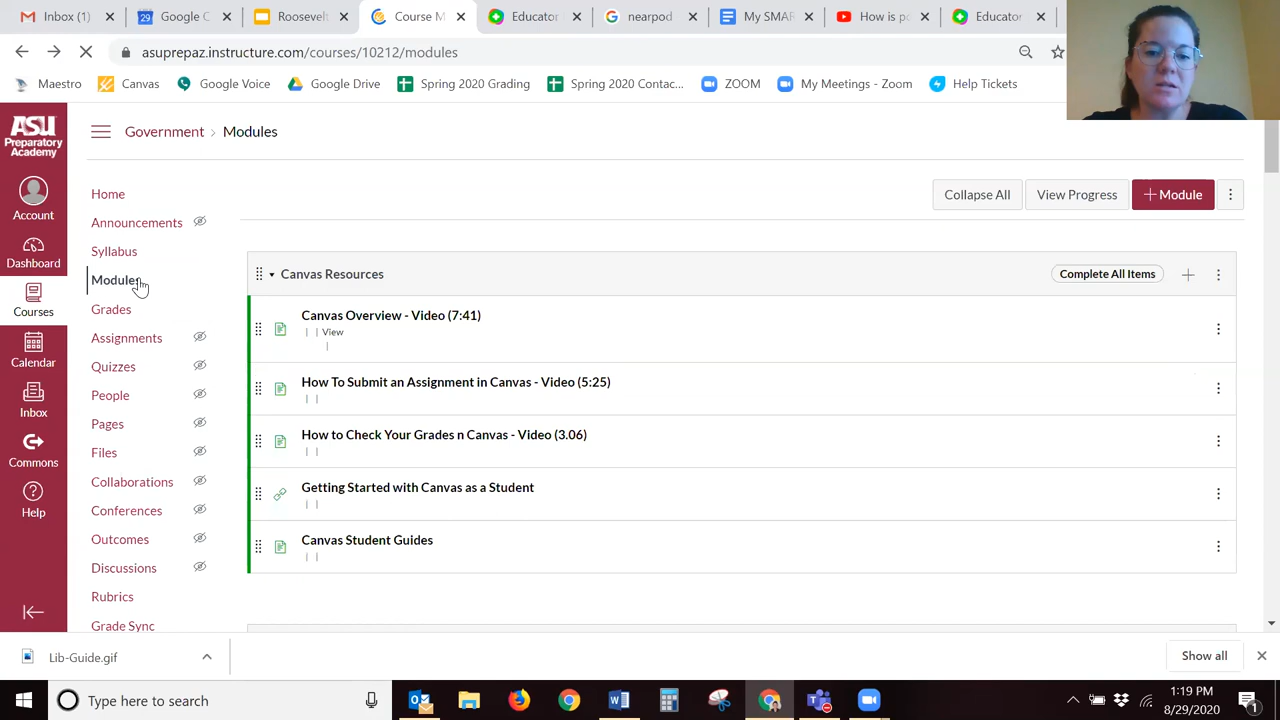 Inbox (1)
Google C
Roosevel
Course M
Educator
nearpod
My SMAR
How is po
Educator
asuprepaz.instructure.com/courses/10212/modules
Maestro
Canvas
Google Voice
Google Drive
Spring 2020 Grading
Spring 2020 Contac...
ZOOM
My Meetings - Zoom
Help Tickets
ASU
Preparatory
Academy
Account
Dashboard
Courses
Calendar
Inbox
Commons
Help
Government › Modules
Home
Announcements
Syllabus
Modules
Grades
Assignments
Quizzes
People
Pages
Files
Collaborations
Conferences
Outcomes
Discussions
Rubrics
Grade Sync
Collapse All
View Progress
+ Module
Canvas Resources
Complete All Items
Canvas Overview - Video (7:41)
| | View
|
How To Submit an Assignment in Canvas - Video (5:25)
| |
How to Check Your Grades n Canvas - Video (3.06)
| |
Getting Started with Canvas as a Student
| |
Canvas Student Guides
| |
Lib-Guide.gif
Show all
Type here to search
1:19 PM
8/29/2020
1